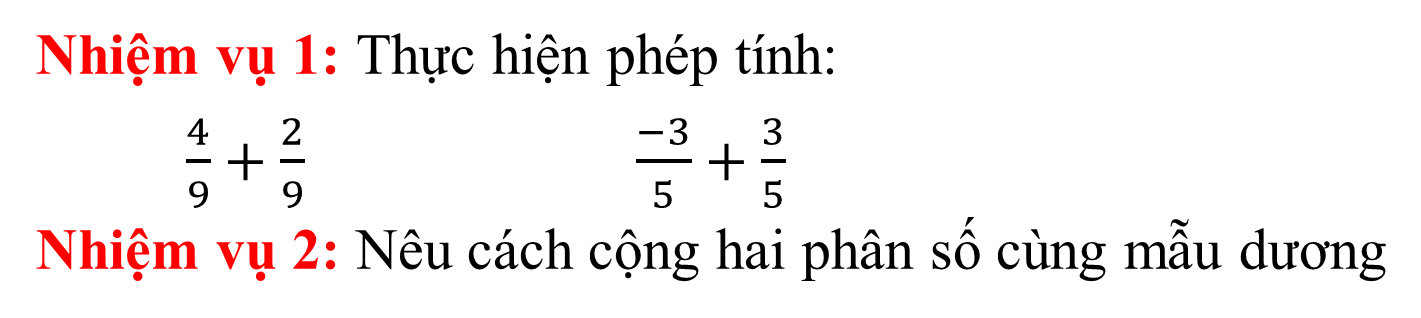 Nhiệm vụ 1: Thực hiện phép tính:
4/9 + 2/9    −3/5 + 3/5
Nhiệm vụ 2: Nêu cách cộng hai phân số cùng mẫu dương